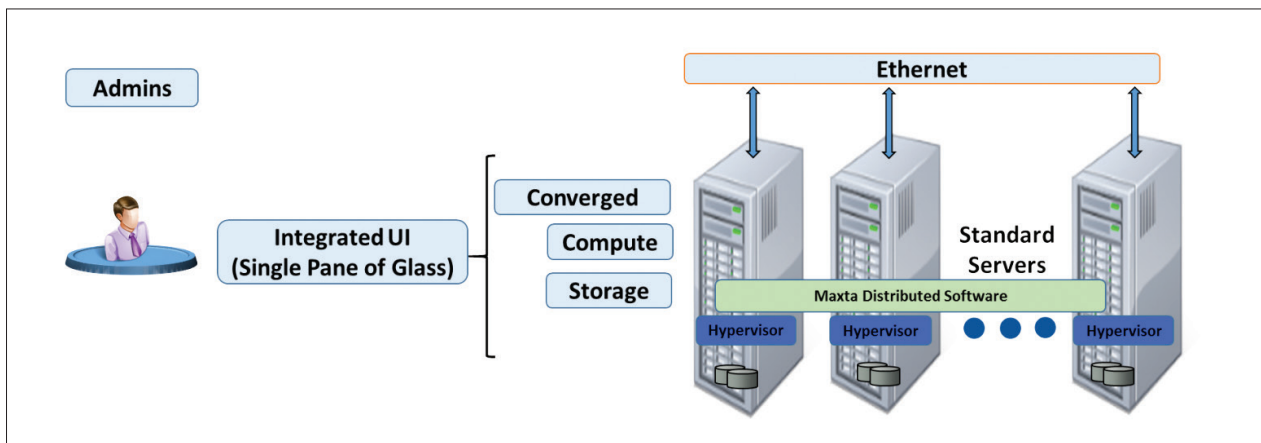 Admins
Integrated UI
(Single Pane of Glass)
Converged
Compute
Storage
Ethernet
Standard
Servers
Maxta Distributed Software
Hypervisor
Hypervisor
Hypervisor